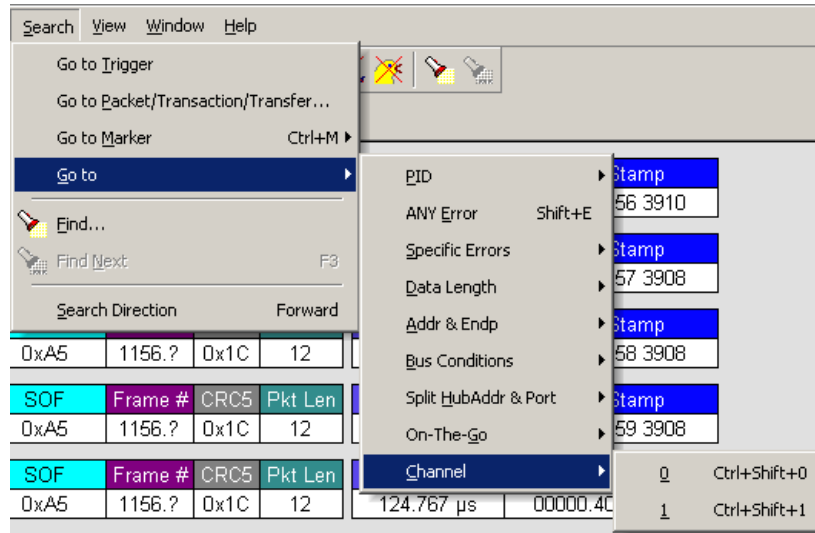 Search View Window Help
Go to Trigger
Go to Packet/Transaction/Transfer...
Go to Marker Ctrl+M
Go to
Find...
Find Next F3
Search Direction Forward
PID
ANY Error Shift+E
Specific Errors
Data Length
Addr & Endp
Bus Conditions
Split HubAddr & Port
On-The-Go
Channel
0 Ctrl+Shift+0
1 Ctrl+Shift+1
Stamp
56 3910
Stamp
57 3908
Stamp
0xA5 1156.? 0x1C 12 58 3908
SOF Frame # CRC5 Pkt Len Stamp
0xA5 1156.? 0x1C 12 59 3908
SOF Frame # CRC5 Pkt Len
0xA5 1156.? 0x1C 12 124.767 µs 00000.40